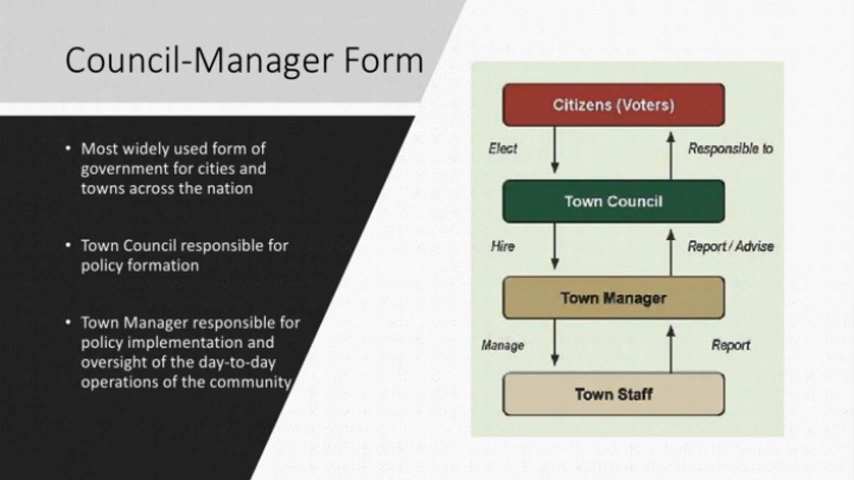 Council-Manager Form
• Most widely used form of
government for cities and
towns across the nation
• Town Council responsible for
policy formation
• Town Manager responsible for
policy implementation and
oversight of the day-to-day
operations of the community
Citizens (Voters)
Elect
Responsible to
Town Council
Hire
Report/Advise
Town Manager
Manage
Report
Town Staff